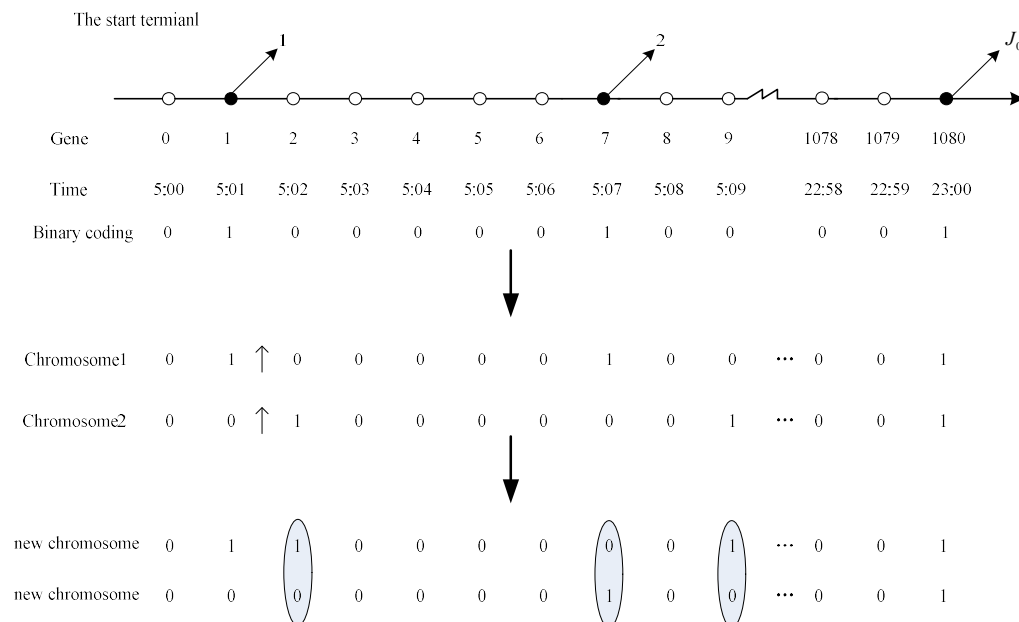 The start termianl
1 2 J
Gene 0 1 2 3 4 5 6 7 8 9 1078 1079 1080
Time 5:00 5:01 5:02 5:03 5:04 5:05 5:06 5:07 5:08 5:09 22:58 22:59 23:00
Binary coding 0 1 0 0 0 0 0 1 0 0 0 0 1
Chromosome1 0 1 ↑ 0 0 0 0 0 1 0 0 ··· 0 0 1
Chromosome2 0 0 ↑ 1 0 0 0 0 0 0 1 ··· 0 0 1
new chromosome 0 1 1 0 0 0 0 0 0 1 ··· 0 0 1
new chromosome 0 0 0 0 0 0 0 1 0 0 ··· 0 0 1